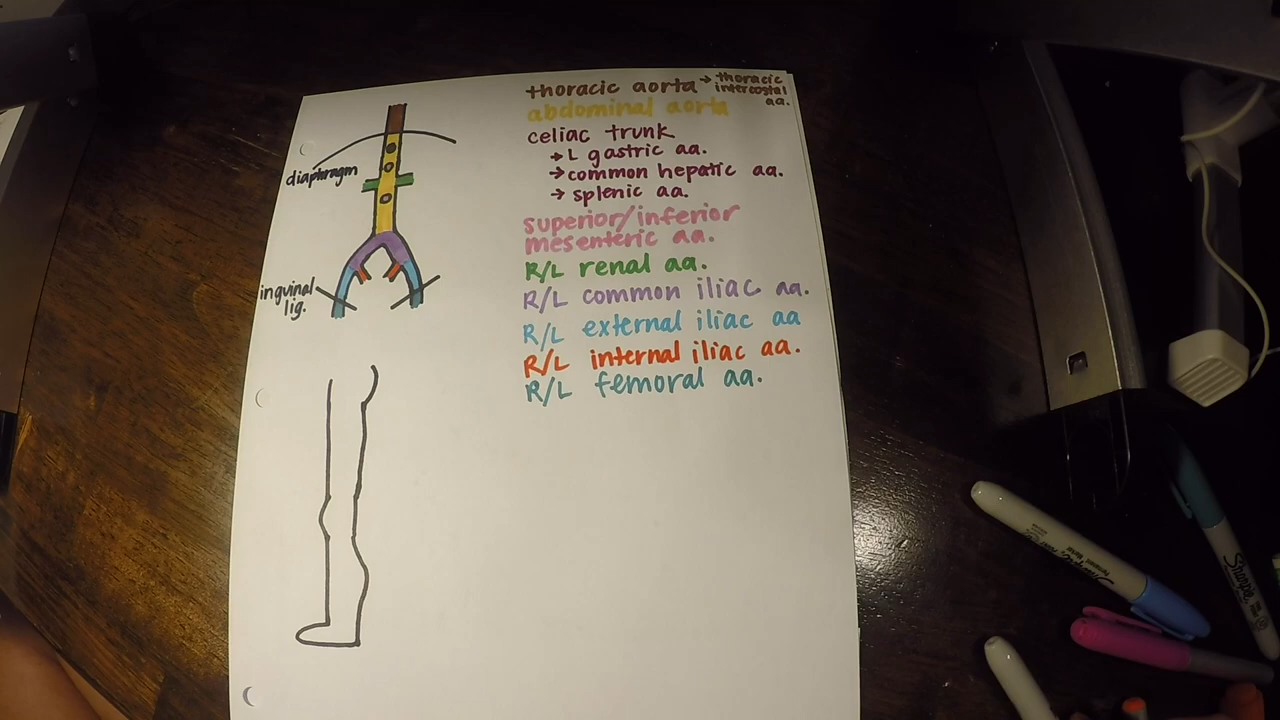 thoracic aorta → thoracic
intercostal
aa.
abdominal aorta
celiac trunk
→ L gastric aa.
→ common hepatic aa.
→ splenic aa.
superior/inferior
mesenteric aa.
R/L renal aa.
R/L common iliac aa.
R/L external iliac aa
R/L internal iliac aa.
R/L femoral aa.
diaphragm
inguinal
lig.
Sharpie